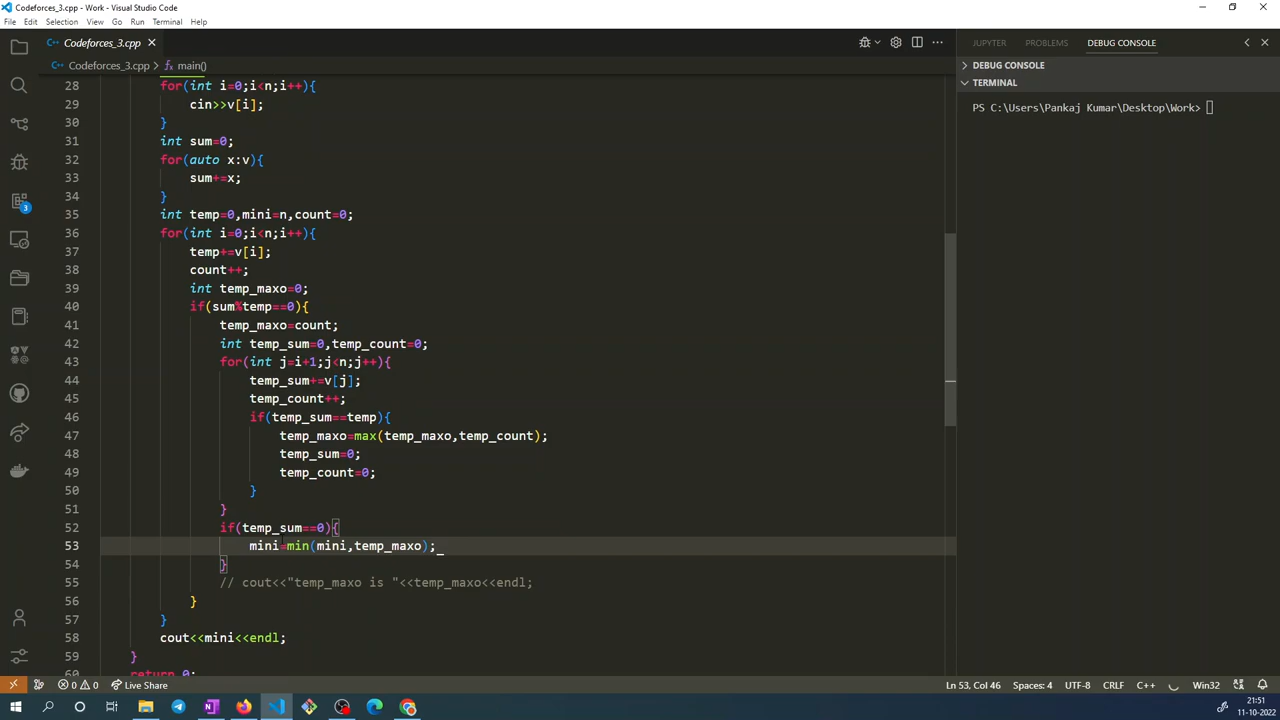 Codeforces_3.cpp - Work - Visual Studio Code
File Edit Selection View Go Run Terminal Help
Codeforces_3.cpp
JUPYTER PROBLEMS DEBUG CONSOLE
Codeforces_3.cpp > main()
DEBUG CONSOLE
TERMINAL
PS C:\Users\Pankaj Kumar\Desktop\Work>
28 for(int i=0;i<n;i++){
29 cin>>v[i];
30 }
31 int sum=0;
32 for(auto x:v){
33 sum+=x;
34 }
35 int temp=0,mini=n,count=0;
36 for(int i=0;i<n;i++){
37 temp+=v[i];
38 count++;
39 int temp_maxo=0;
40 if(sum%temp==0){
41 temp_maxo=count;
42 int temp_sum=0,temp_count=0;
43 for(int j=i+1;j<n;j++){
44 temp_sum+=v[j];
45 temp_count++;
46 if(temp_sum==temp){
47 temp_maxo=max(temp_maxo,temp_count);
48 temp_sum=0;
49 temp_count=0;
50 }
51 }
52 if(temp_sum==0){
53 mini=min(mini,temp_maxo);
54 }
55 // cout<<"temp_maxo is "<<temp_maxo<<endl;
56 }
57 }
58 cout<<mini<<endl;
59 }
60 return 0;
3
0 0 Live Share
Ln 53, Col 46 Spaces: 4 UTF-8 CRLF C++ Win32
21:51
11-10-2022